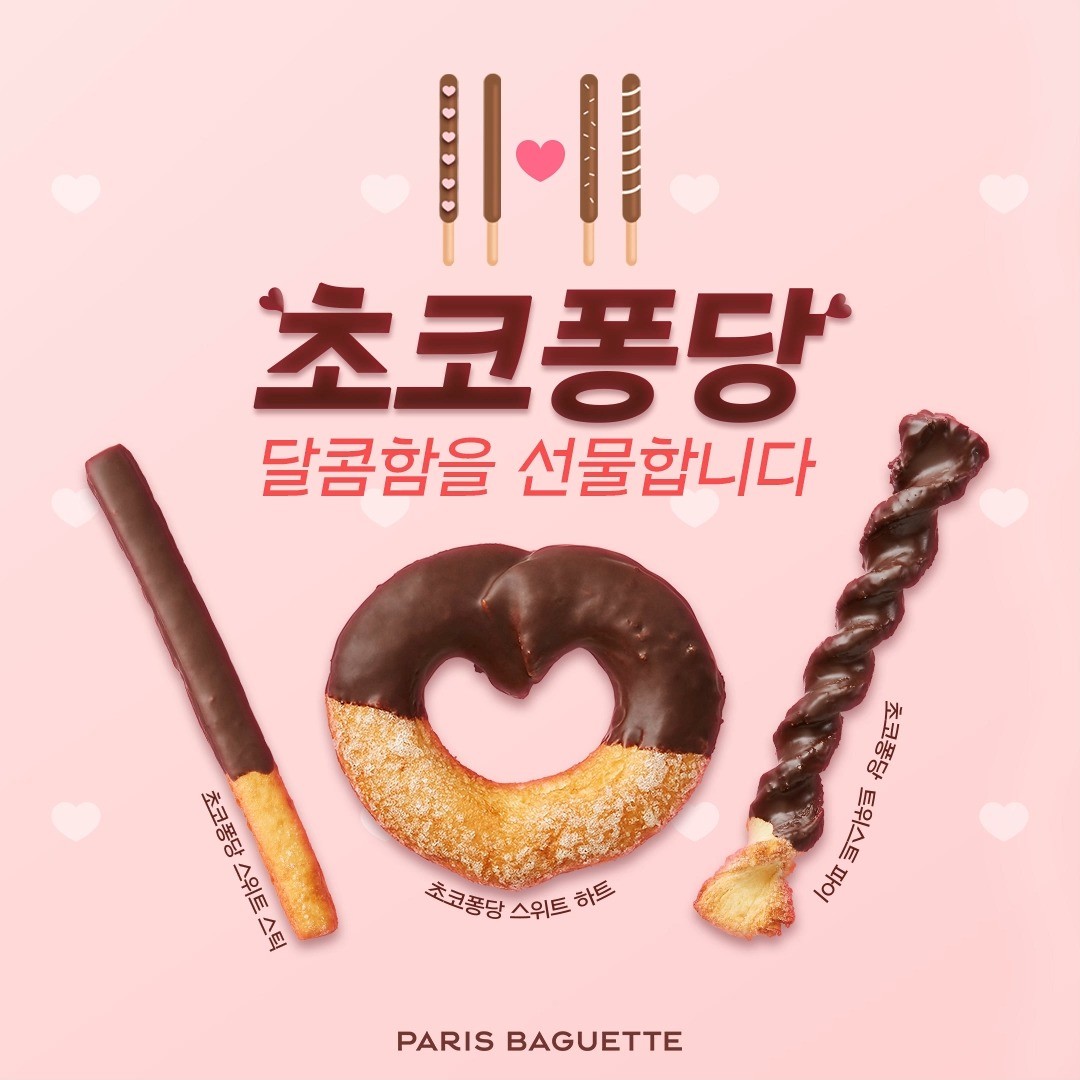 초코퐁당
달콤함을 선물합니다
초코퐁당 스위트 스틱
초코퐁당 스위트 하트
초코퐁당 트위스트 파이
PARIS BAGUETTE